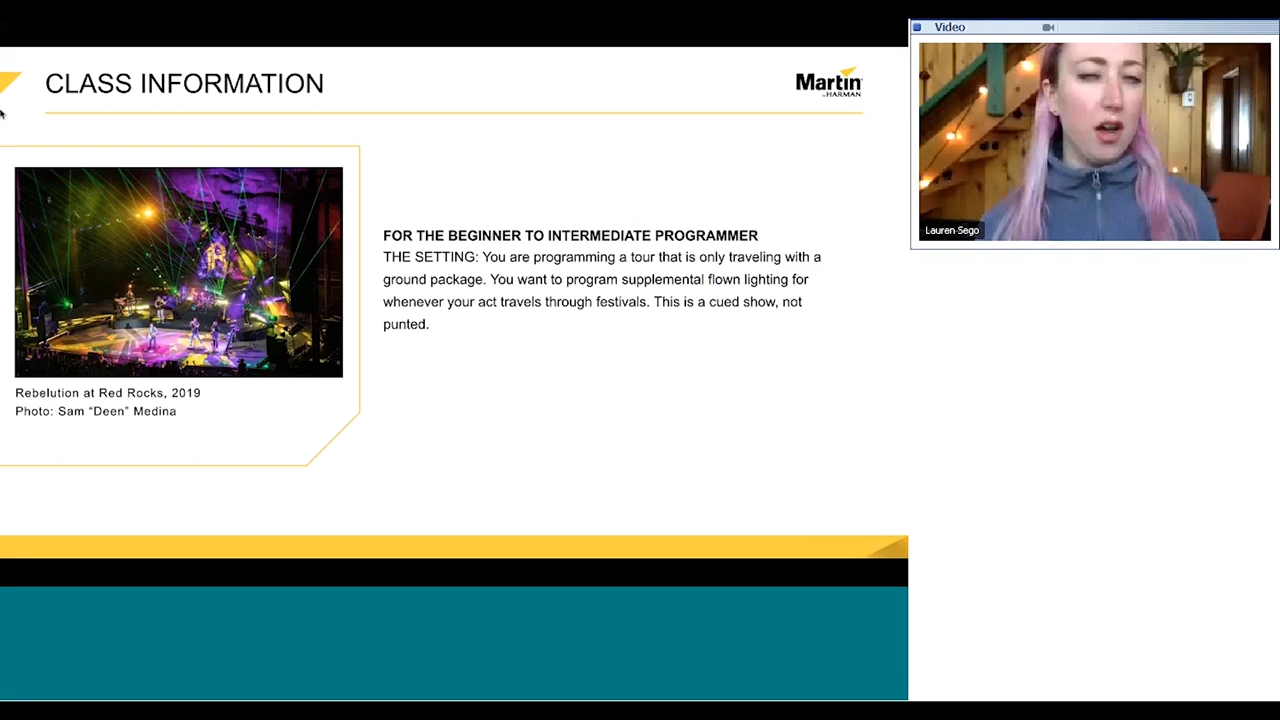 CLASS INFORMATION
Martin
by HARMAN
FOR THE BEGINNER TO INTERMEDIATE PROGRAMMER
THE SETTING: You are programming a tour that is only traveling with a
ground package. You want to program supplemental flown lighting for
whenever your act travels through festivals. This is a cued show, not
punted.
Rebelution at Red Rocks, 2019
Photo: Sam “Deen” Medina
Video
Lauren Sego